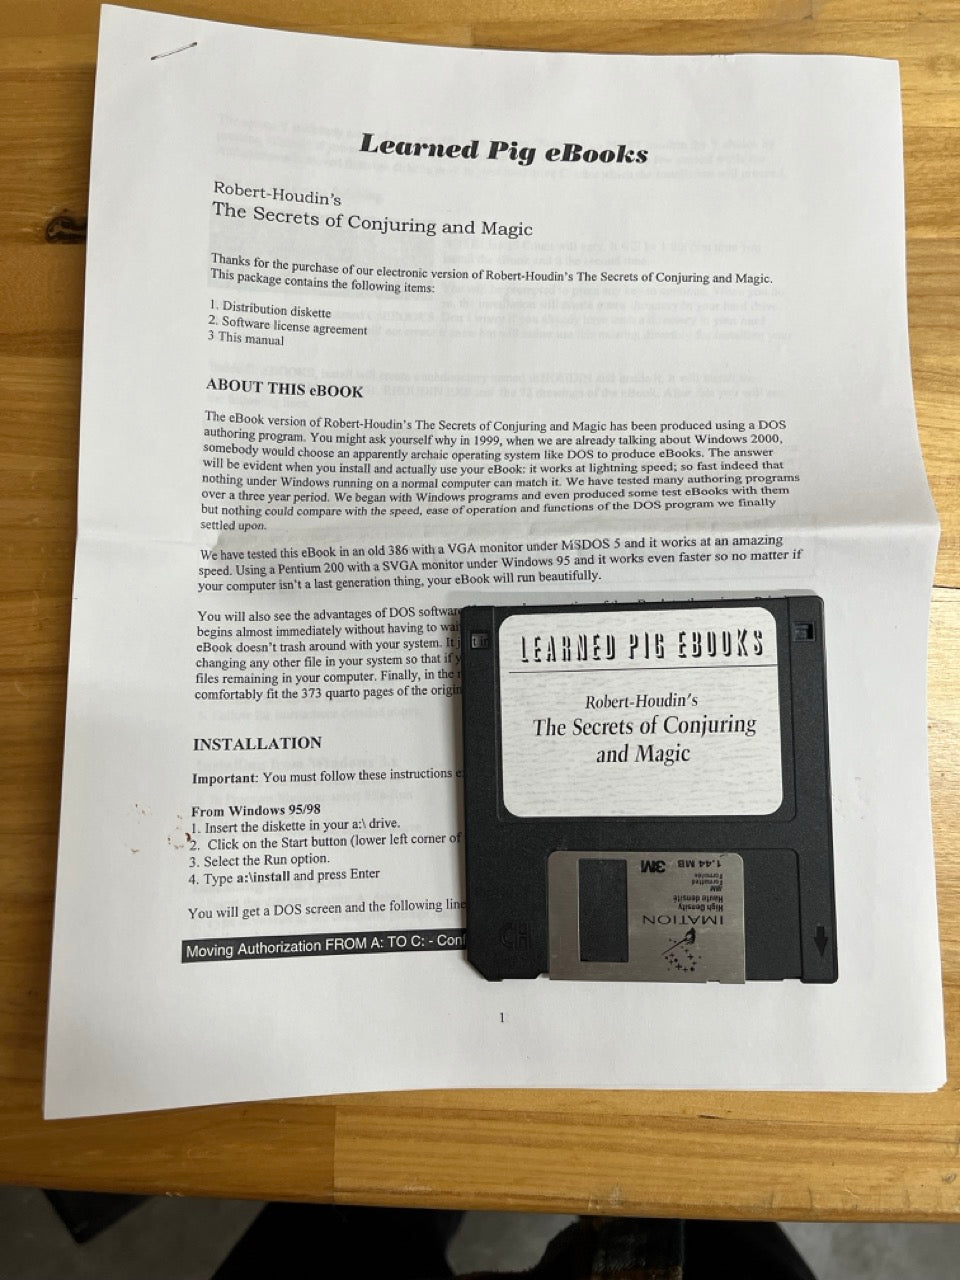 Learned Pig eBooks
Robert-Houdin's
The Secrets of Conjuring and Magic
Thanks for the purchase of our electronic version of Robert-Houdin's The Secrets of Conjuring and Magic.
This package contains the following items:
1. Distribution diskette
2. Software license agreement
3 This manual
ABOUT THIS eBOOK
The eBook version of Robert-Houdin's The Secrets of Conjuring and Magic has been produced using a DOS
authoring program. You might ask yourself why in 1999, when we are already talking about Windows 2000,
somebody would choose an apparently archaic operating system like DOS to produce eBooks. The answer
will be evident when you install and actually use your eBook: it works at lightning speed; so fast indeed that
nothing under Windows running on a normal computer can match it. We have tested many authoring programs
over a three year period. We began with Windows programs and even produced some test eBooks with them
but nothing could compare with the speed, ease of operation and functions of the DOS program we finally
settled upon.
We have tested this eBook in an old 386 with a VGA monitor under MSDOS 5 and it works at an amazing
speed. Using a Pentium 200 with a SVGA monitor under Windows 95 and it works even faster so no matter if
your computer isn't a last generation thing, your eBook will run beautifully.
You will also see the advantages of DOS software
begins almost immediately without having to
eBook doesn't trash around with your system.
changing any other file in your system so that if
files remaining in your computer. Finally, in the
comfortably fit the 373 quarto pages of the
INSTALLATION
Important: You must follow these instructions
From Windows 95/98
1. Insert the diskette in your a:\ drive.
2. Click on the Start button (lower left corner of
3. Select the Run option.
4. Type a:\install and press Enter
You will get a DOS screen and the following
Moving Authorization FROM A: TO C: -
1
LEARNED PIG EBOOKS
Robert-Houdin's
The Secrets of Conjuring
and Magic
CH
IMATION
High Density
Haute densité
IBM
Formatted
Formatée
3M
1.44 MB